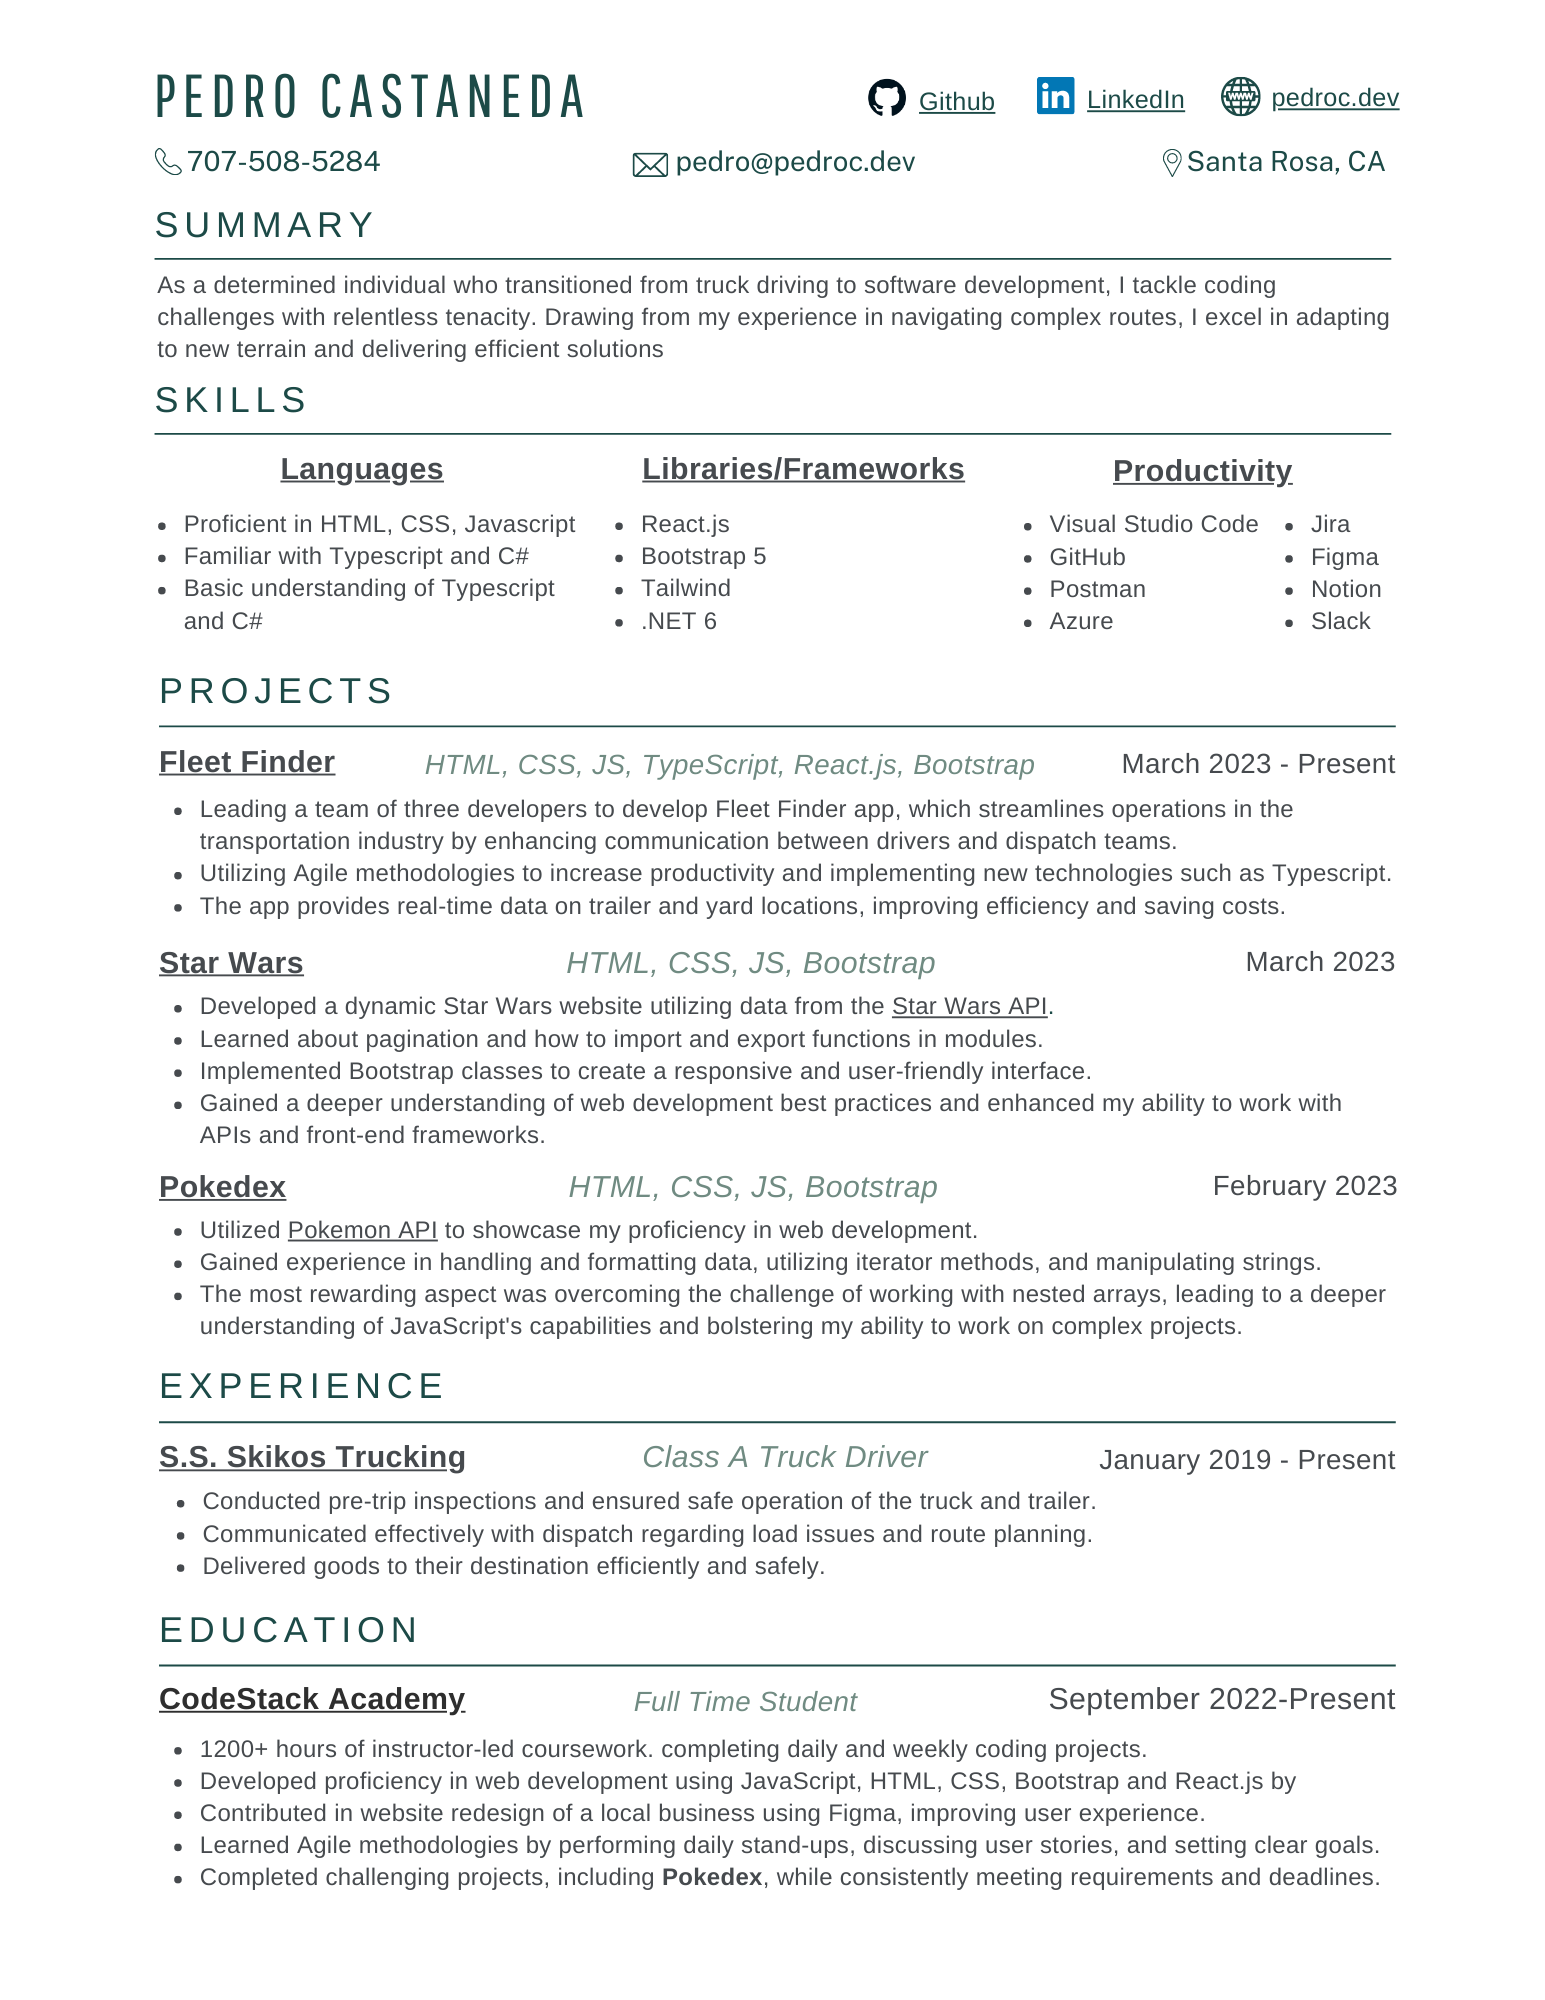 PEDRO CASTANEDA
Github LinkedIn pedroc.dev
707-508-5284 pedro@pedroc.dev Santa Rosa, CA
SUMMARY
As a determined individual who transitioned from truck driving to software development, I tackle coding
challenges with relentless tenacity. Drawing from my experience in navigating complex routes, I excel in adapting
to new terrain and delivering efficient solutions
SKILLS
Languages
• Proficient in HTML, CSS, Javascript
• Familiar with Typescript and C#
• Basic understanding of Typescript
and C#
Libraries/Frameworks
• React.js
• Bootstrap 5
• Tailwind
• .NET 6
Productivity
• Visual Studio Code
• GitHub
• Postman
• Azure
• Jira
• Figma
• Notion
• Slack
PROJECTS
Fleet Finder HTML, CSS, JS, TypeScript, React.js, Bootstrap March 2023 - Present
• Leading a team of three developers to develop Fleet Finder app, which streamlines operations in the
transportation industry by enhancing communication between drivers and dispatch teams.
• Utilizing Agile methodologies to increase productivity and implementing new technologies such as Typescript.
• The app provides real-time data on trailer and yard locations, improving efficiency and saving costs.
Star Wars HTML, CSS, JS, Bootstrap March 2023
• Developed a dynamic Star Wars website utilizing data from the Star Wars API.
• Learned about pagination and how to import and export functions in modules.
• Implemented Bootstrap classes to create a responsive and user-friendly interface.
• Gained a deeper understanding of web development best practices and enhanced my ability to work with
APIs and front-end frameworks.
Pokedex HTML, CSS, JS, Bootstrap February 2023
• Utilized Pokemon API to showcase my proficiency in web development.
• Gained experience in handling and formatting data, utilizing iterator methods, and manipulating strings.
• The most rewarding aspect was overcoming the challenge of working with nested arrays, leading to a deeper
understanding of JavaScript's capabilities and bolstering my ability to work on complex projects.
EXPERIENCE
S.S. Skikos Trucking Class A Truck Driver January 2019 - Present
• Conducted pre-trip inspections and ensured safe operation of the truck and trailer.
• Communicated effectively with dispatch regarding load issues and route planning.
• Delivered goods to their destination efficiently and safely.
EDUCATION
CodeStack Academy Full Time Student September 2022-Present
• 1200+ hours of instructor-led coursework. completing daily and weekly coding projects.
• Developed proficiency in web development using JavaScript, HTML, CSS, Bootstrap and React.js by
• Contributed in website redesign of a local business using Figma, improving user experience.
• Learned Agile methodologies by performing daily stand-ups, discussing user stories, and setting clear goals.
• Completed challenging projects, including Pokedex, while consistently meeting requirements and deadlines.